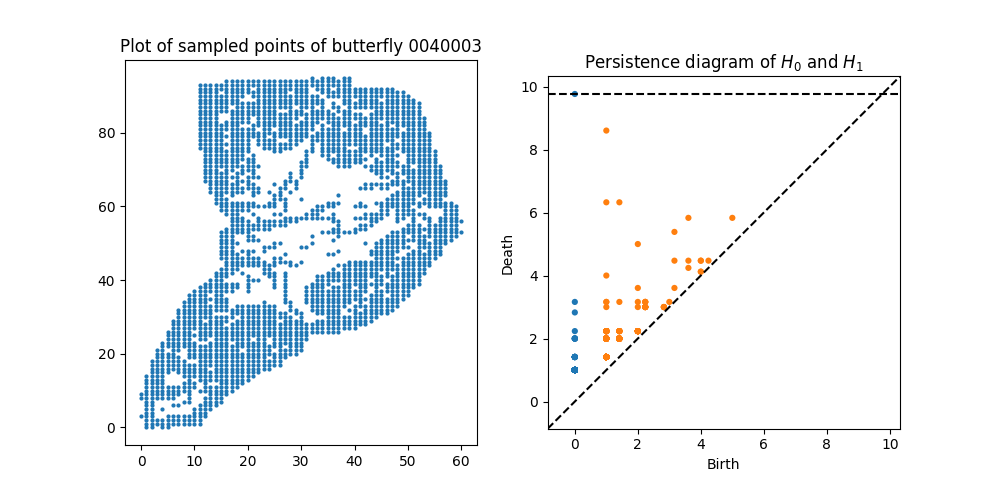 Plot of sampled points of butterfly 0040003
80
60
40
20
0
0 10 20 30 40 50 60
Persistence diagram of H₀ and H₁
10
8
6
4
2
0
Death
0 2 4 6 8 10
Birth